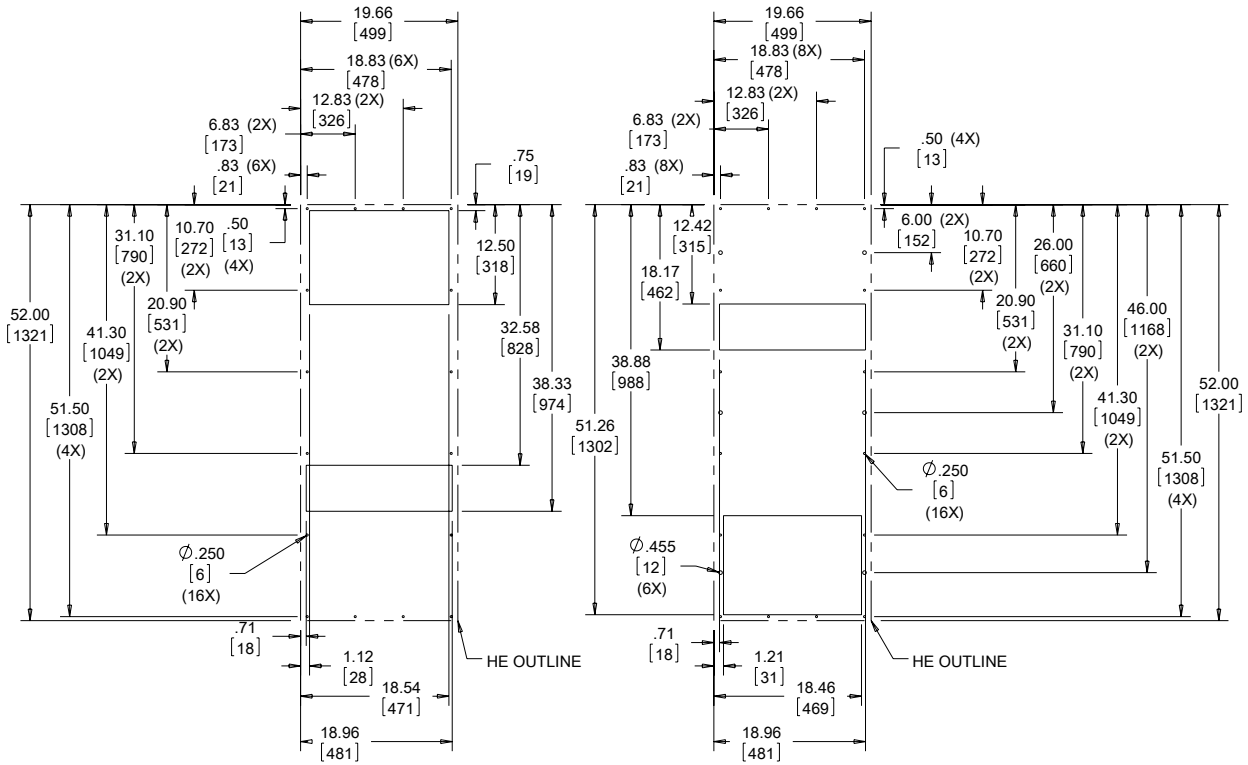 19.66
[499]
18.83 (6X)
[478]
12.83 (2X)
[326]
6.83 (2X)
[173]
.83 (6X)
[21]
.75
[19]
52.00
[1321]
51.50
[1308]
(4X)
41.30
[1049]
(2X)
31.10
[790]
(2X)
20.90
[531]
(2X)
10.70
[272]
(2X)
.50
[13]
(4X)
12.50
[318]
32.58
[828]
38.33
[974]
Ø.250
[6]
(16X)
.71
[18]
1.12
[28]
18.54
[471]
18.96
[481]
HE OUTLINE
19.66
[499]
18.83 (8X)
[478]
12.83 (2X)
[326]
6.83 (2X)
[173]
.83 (8X)
[21]
.50 (4X)
[13]
12.42
[315]
18.17
[462]
38.88
[988]
51.26
[1302]
6.00 (2X)
[152]
10.70
[272]
(2X)
20.90
[531]
(2X)
26.00
[660]
(2X)
31.10
[790]
(2X)
41.30
[1049]
(2X)
46.00
[1168]
(2X)
51.50
[1308]
(4X)
52.00
[1321]
Ø.250
[6]
(16X)
Ø.455
[12]
(6X)
.71
[18]
1.21
[31]
18.46
[469]
18.96
[481]
HE OUTLINE